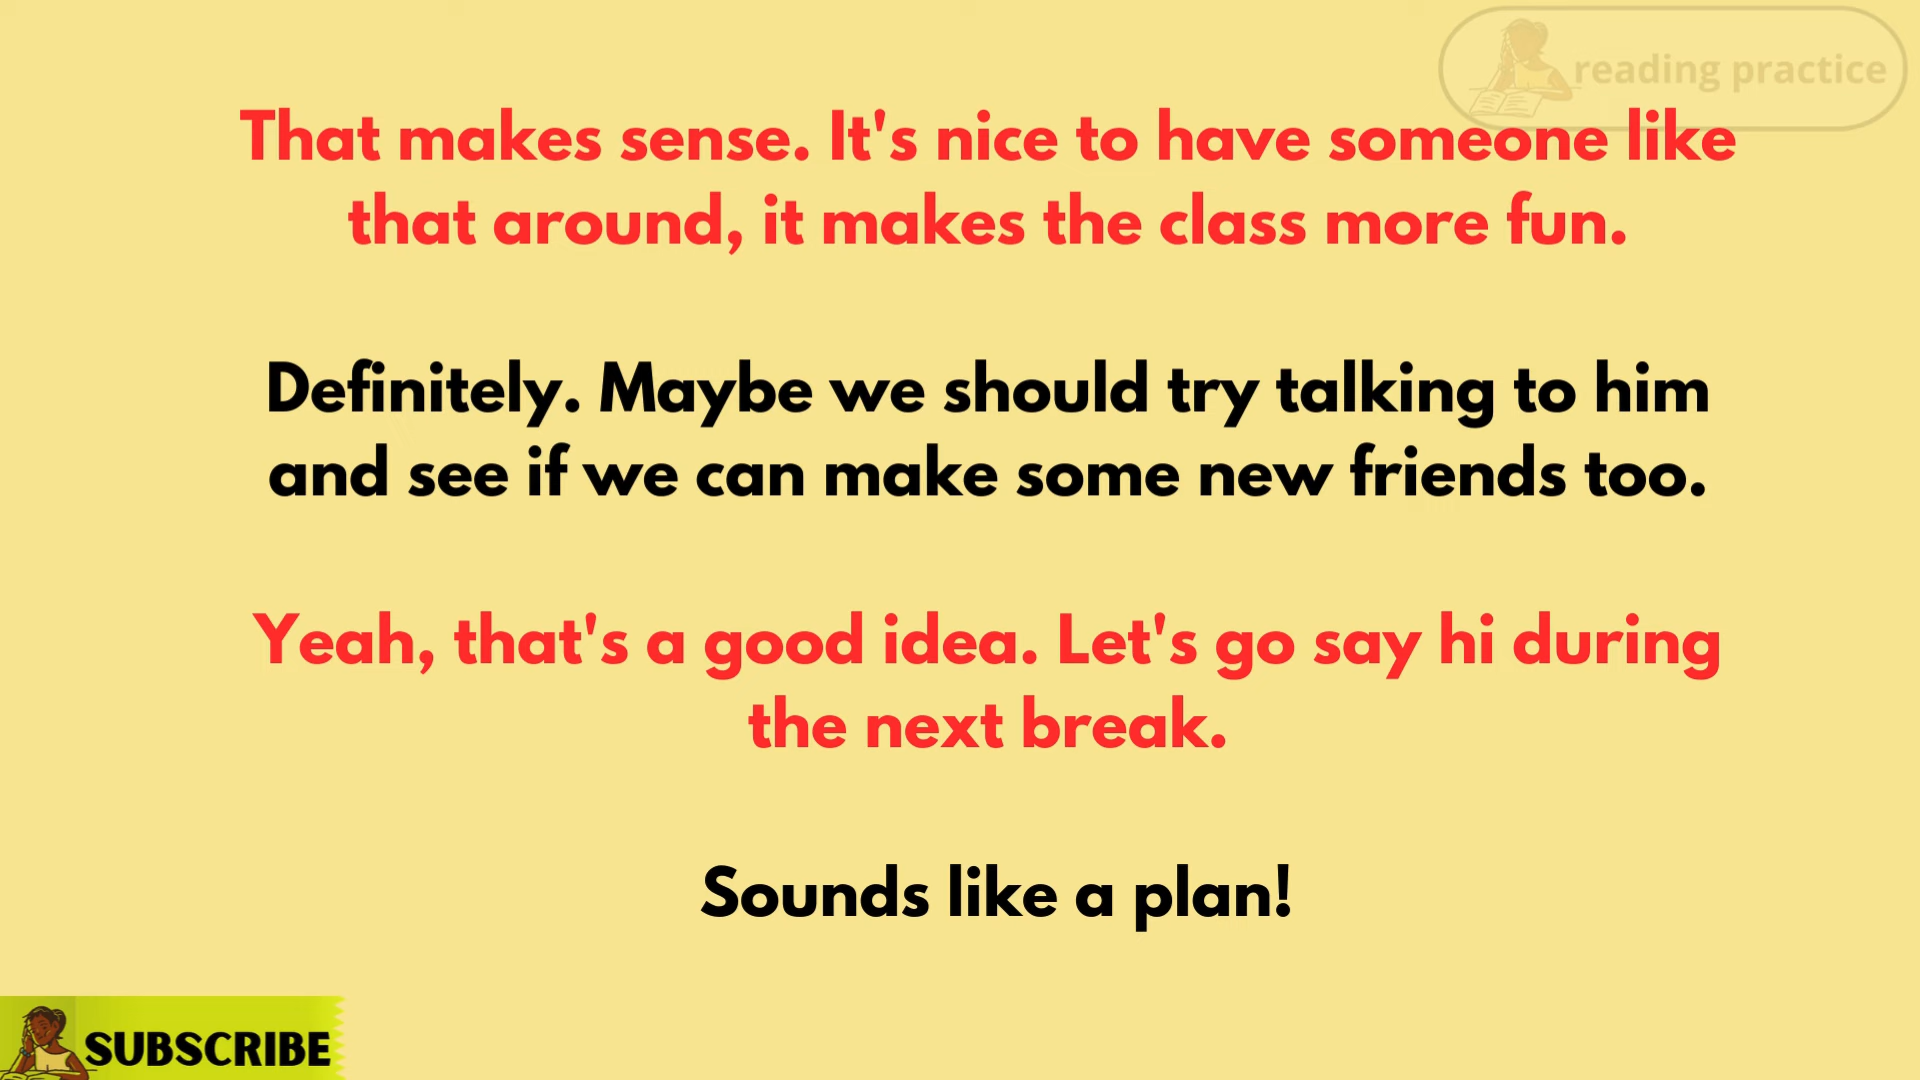 reading practice
That makes sense. It's nice to have someone like
that around, it makes the class more fun.
Definitely. Maybe we should try talking to him
and see if we can make some new friends too.
Yeah, that's a good idea. Let's go say hi during
the next break.
Sounds like a plan!
SUBSCRIBE